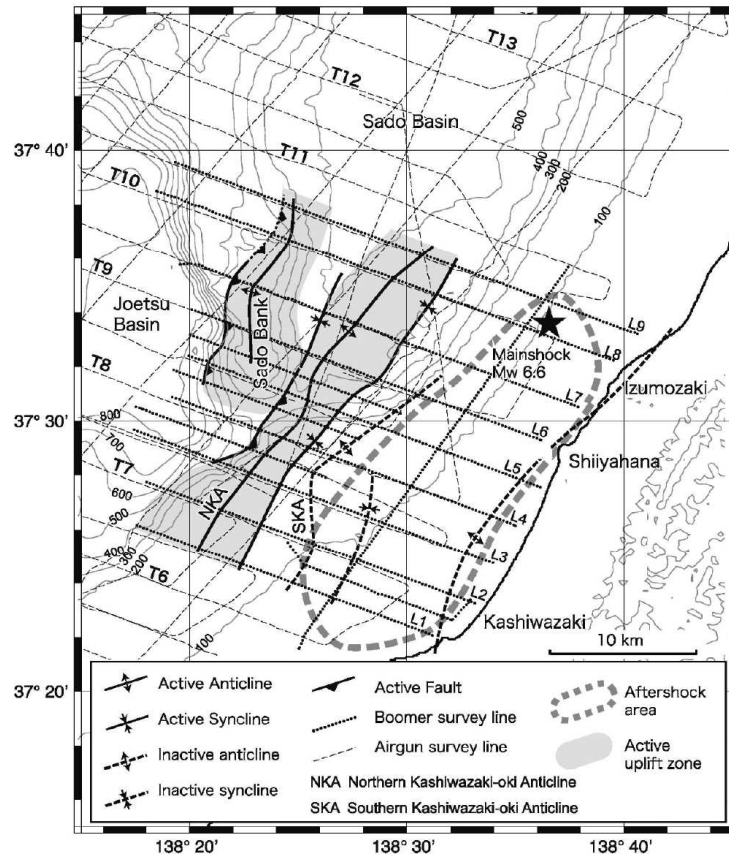 T13
T12
Sado Basin
T11
37° 40'
T10
500
400
300
200
100
T9
Joetsu
Basin
Sado Bank
T8
Mainshock
Mw 6.6
L9
L8
L7
Izumozaki
37° 30'
L6
800
700
Shiiyahana
L5
T7
600
NKA
SKA
L4
500
L3
400
300
200
T6
L2
100
L1
Kashiwazaki
10 km
37° 20'
Active Anticline
Active Syncline
Inactive anticline
Inactive syncline
Active Fault
Boomer survey line
Airgun survey line
NKA Northern Kashiwazaki-oki Anticline
SKA Southern Kashiwazaki-oki Anticline
Aftershock
area
Active
uplift zone
138° 20'
138° 30'
138° 40'